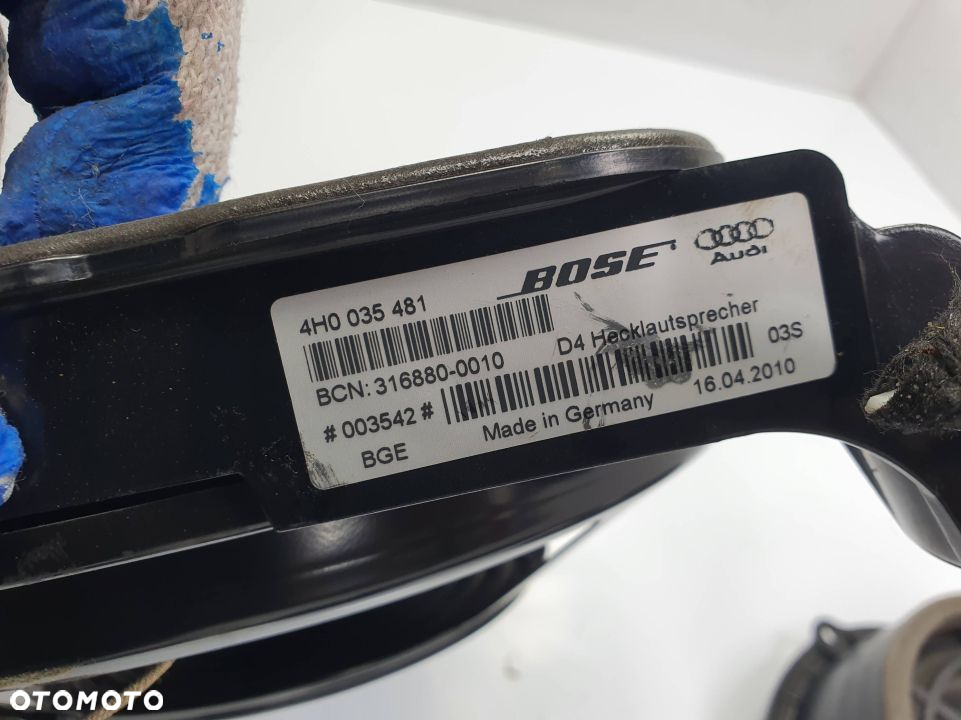 BOSE
Audi
4H0 035 481
D4 Hecklautsprecher
03S
BCN: 316880-0010
16.04.2010
# 003542 #
Made in Germany
BGE
OTOMOTO